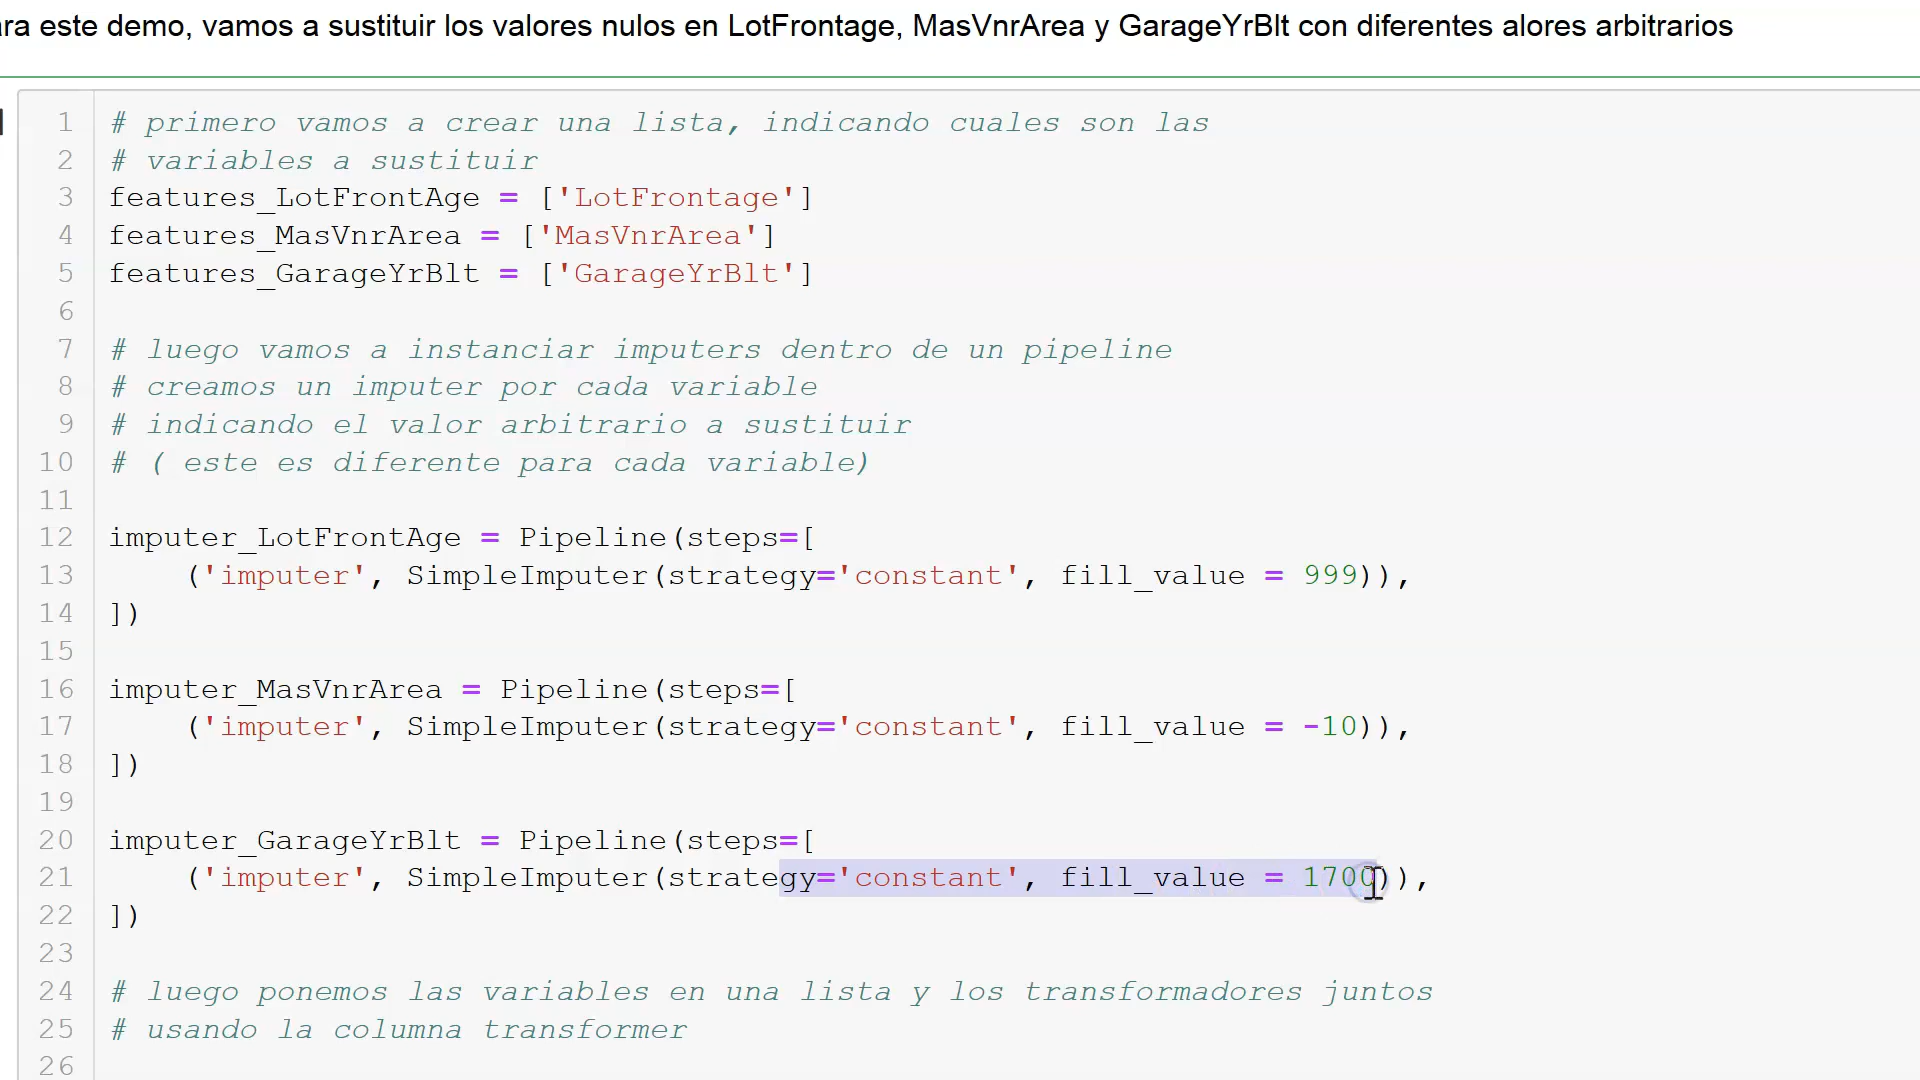 este demo, vamos a sustituir los valores nulos en LotFrontage, MasVnrArea y GarageYrBlt con diferentes alores arbitrarios
1 # primero vamos a crear una lista, indicando cuales son las
2 # variables a sustituir
3 features_LotFrontAge = ['LotFrontage']
4 features_MasVnrArea = ['MasVnrArea']
5 features_GarageYrBlt = ['GarageYrBlt']
6
7 # luego vamos a instanciar imputers dentro de un pipeline
8 # creamos un imputer por cada variable
9 # indicando el valor arbitrario a sustituir
10 # ( este es diferente para cada variable)
11
12 imputer_LotFrontAge = Pipeline(steps=[
13     ('imputer', SimpleImputer(strategy='constant', fill_value = 999)),
14 ])
15
16 imputer_MasVnrArea = Pipeline(steps=[
17     ('imputer', SimpleImputer(strategy='constant', fill_value = -10)),
18 ])
19
20 imputer_GarageYrBlt = Pipeline(steps=[
21     ('imputer', SimpleImputer(strategy='constant', fill_value = 1700)),
22 ])
23
24 # luego ponemos las variables en una lista y los transformadores juntos
25 # usando la columna transformer
26